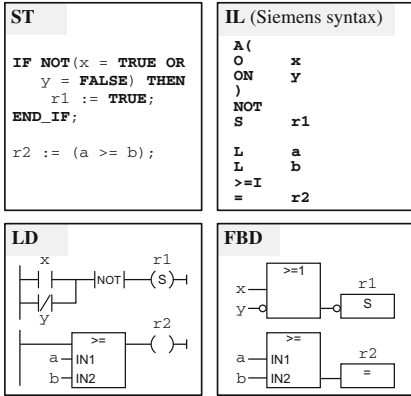 ST
IF NOT(x = TRUE OR
y = FALSE) THEN
r1 := TRUE;
END_IF;
r2 := (a >= b);
IL (Siemens syntax)
A(
O x
ON y
)
NOT
S r1
L a
L b
>=I
= r2
LD
x r1
NOT (S)
y
r2
>= ( )
a IN1
b IN2
FBD
>=1
r1
x
y S
>= r2
a IN1
b IN2 =